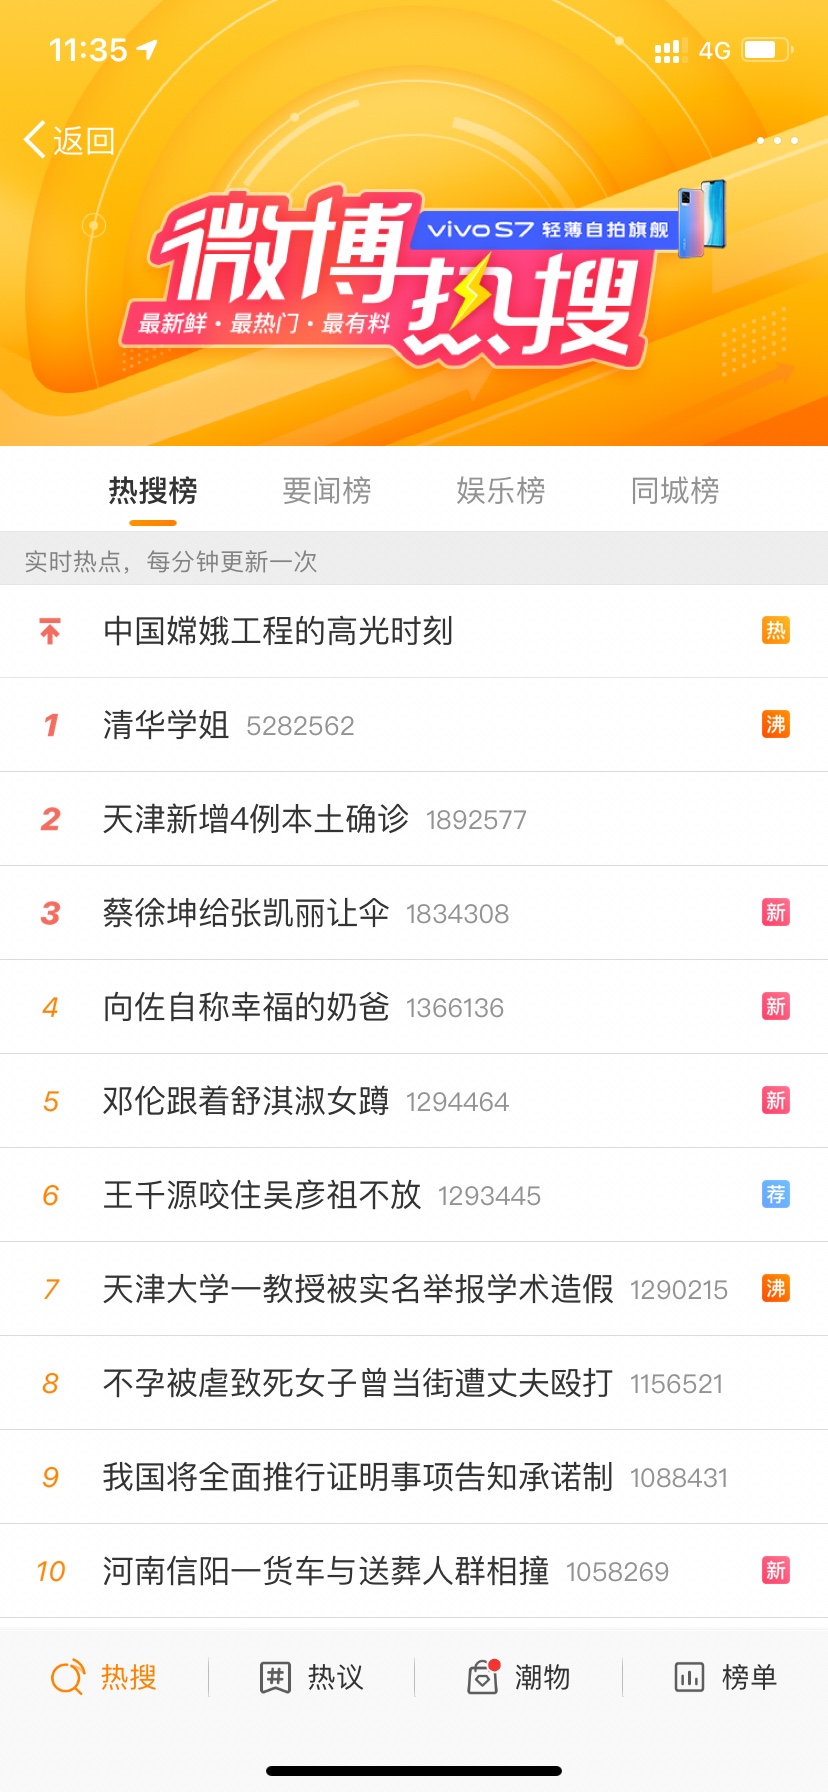 11:35
4G
返回
微博
vivo S7 轻薄自拍旗舰
热搜
最新鲜·最热门·最有料
热搜榜 要闻榜 娱乐榜 同城榜
实时热点，每分钟更新一次
中国嫦娥工程的高光时刻 热
1 清华学姐 5282562 沸
2 天津新增4例本土确诊 1892577
3 蔡徐坤给张凯丽让伞 1834308 新
4 向佐自称幸福的奶爸 1366136 新
5 邓伦跟着舒淇淑女蹲 1294464 新
6 王千源咬住吴彦祖不放 1293445 荐
7 天津大学一教授被实名举报学术造假 1290215 沸
8 不孕被虐致死女子曾当街遭丈夫殴打 1156521
9 我国将全面推行证明事项告知承诺制 1088431
10 河南信阳一货车与送葬人群相撞 1058269 新
热搜 热议 潮物 榜单